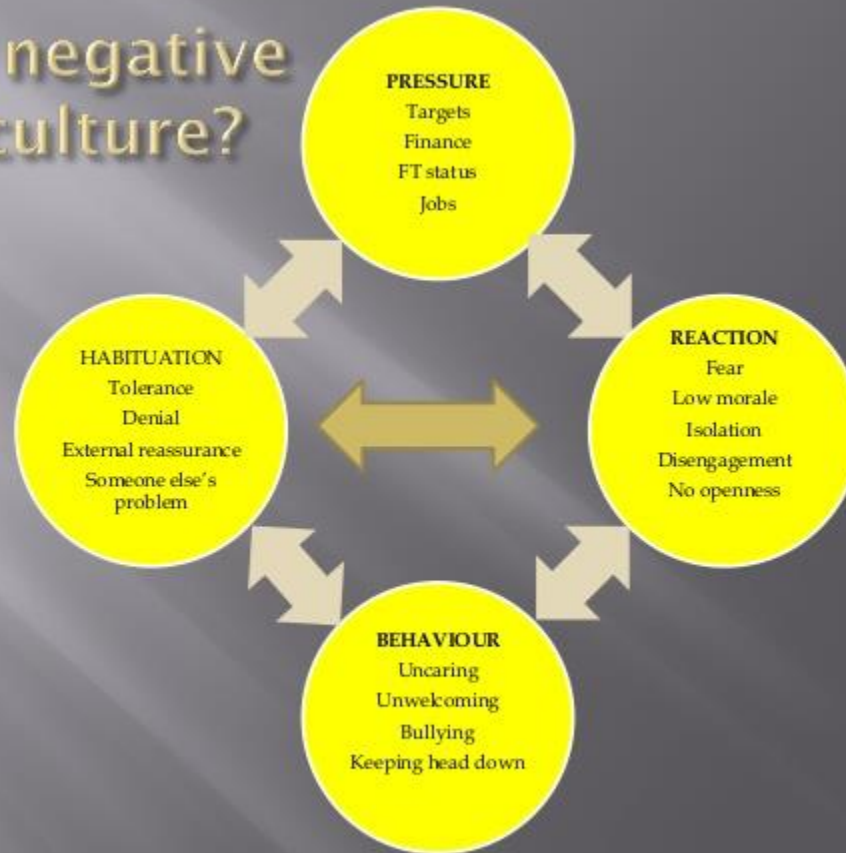 negative
culture?
PRESSURE
Targets
Finance
FT status
Jobs
HABITUATION
Tolerance
Denial
External reassurance
Someone else's
problem
REACTION
Fear
Low morale
Isolation
Disengagement
No openness
BEHAVIOUR
Uncaring
Unwelcoming
Bullying
Keeping head down